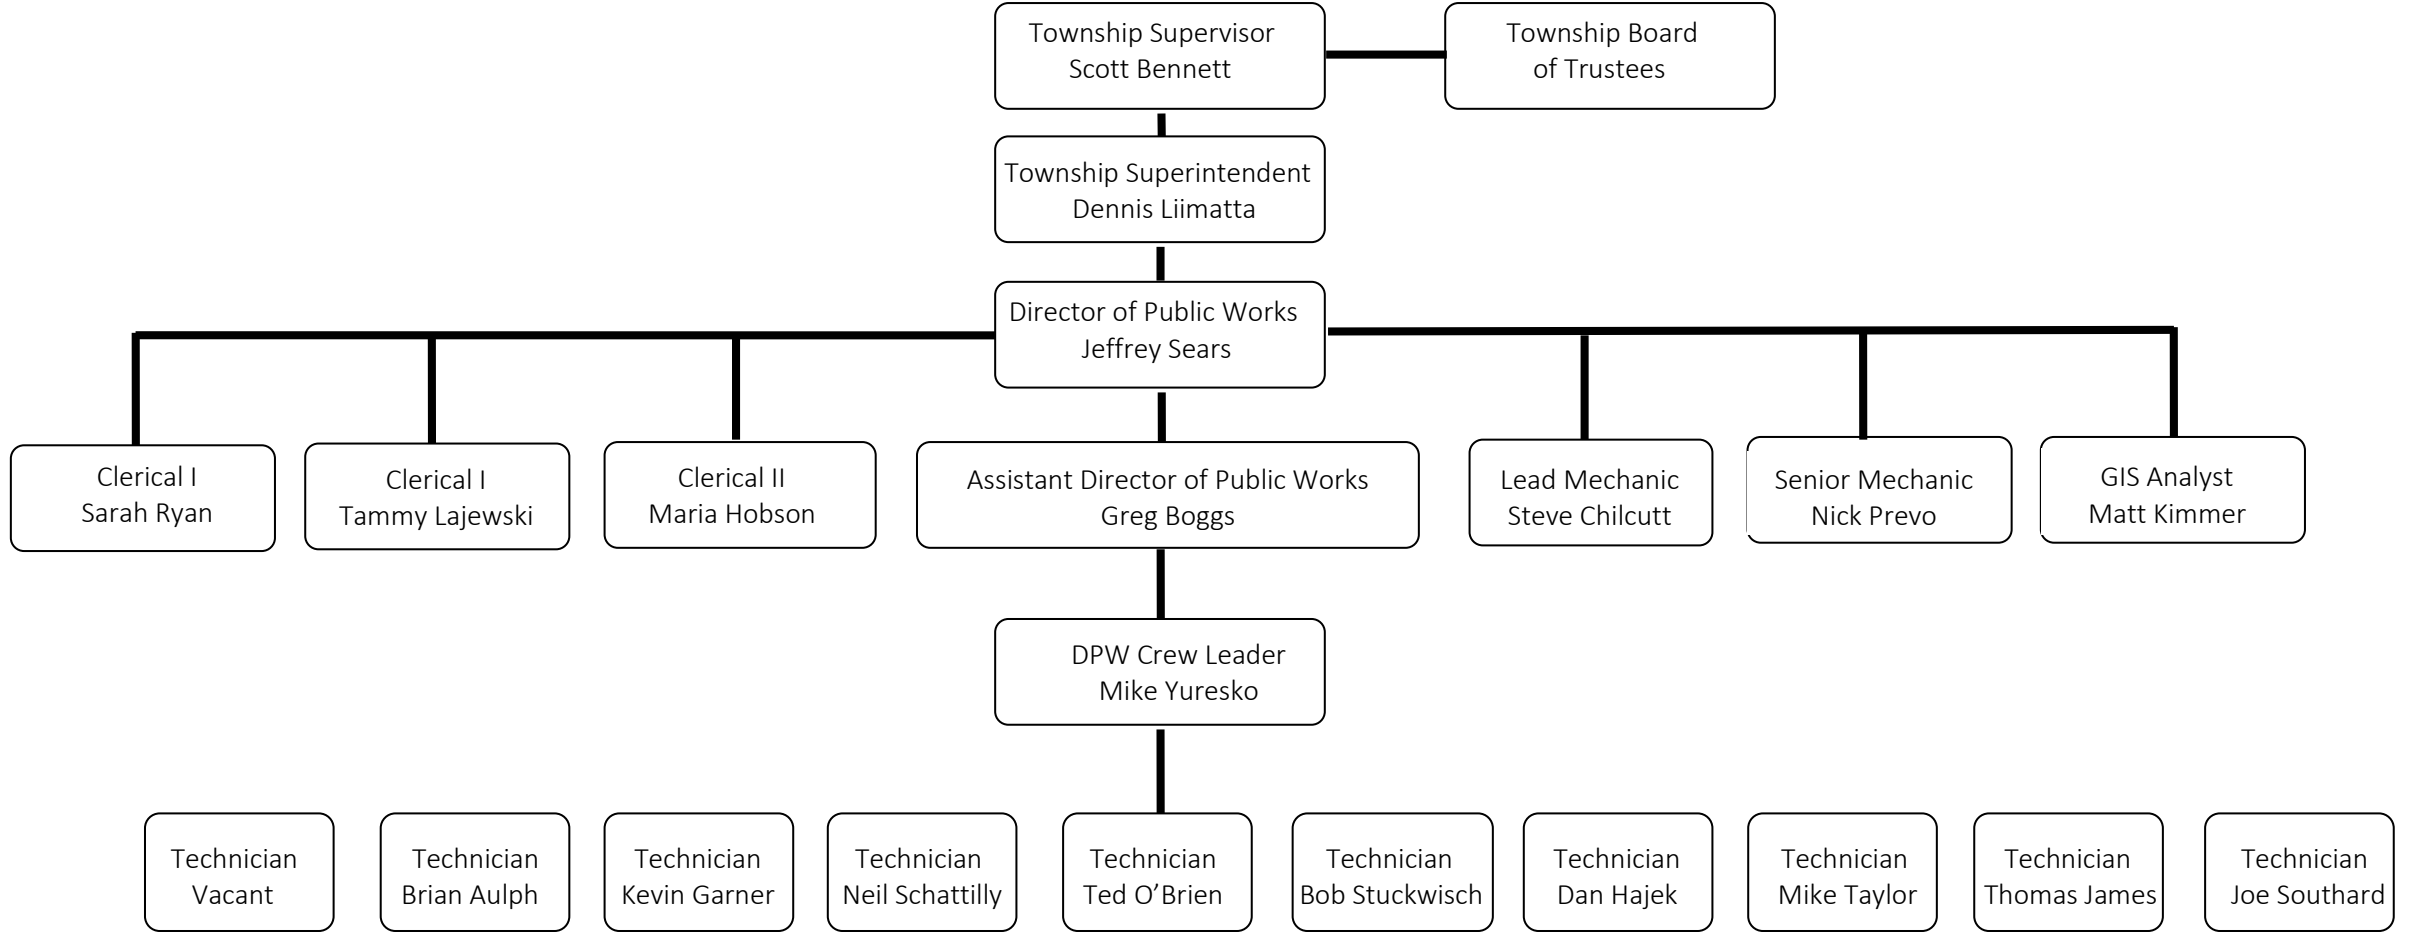 Township Supervisor
Scott Bennett
Township Board
of Trustees
Township Superintendent
Dennis Liimatta
Director of Public Works
Jeffrey Sears
Clerical I
Sarah Ryan
Clerical I
Tammy Lajewski
Clerical II
Maria Hobson
Assistant Director of Public Works
Greg Boggs
Lead Mechanic
Steve Chilcutt
Senior Mechanic
Nick Prevo
GIS Analyst
Matt Kimmer
DPW Crew Leader
Mike Yuresko
Technician
Vacant
Technician
Brian Aulph
Technician
Kevin Garner
Technician
Neil Schattilly
Technician
Ted O’Brien
Technician
Bob Stuckwisch
Technician
Dan Hajek
Technician
Mike Taylor
Technician
Thomas James
Technician
Joe Southard